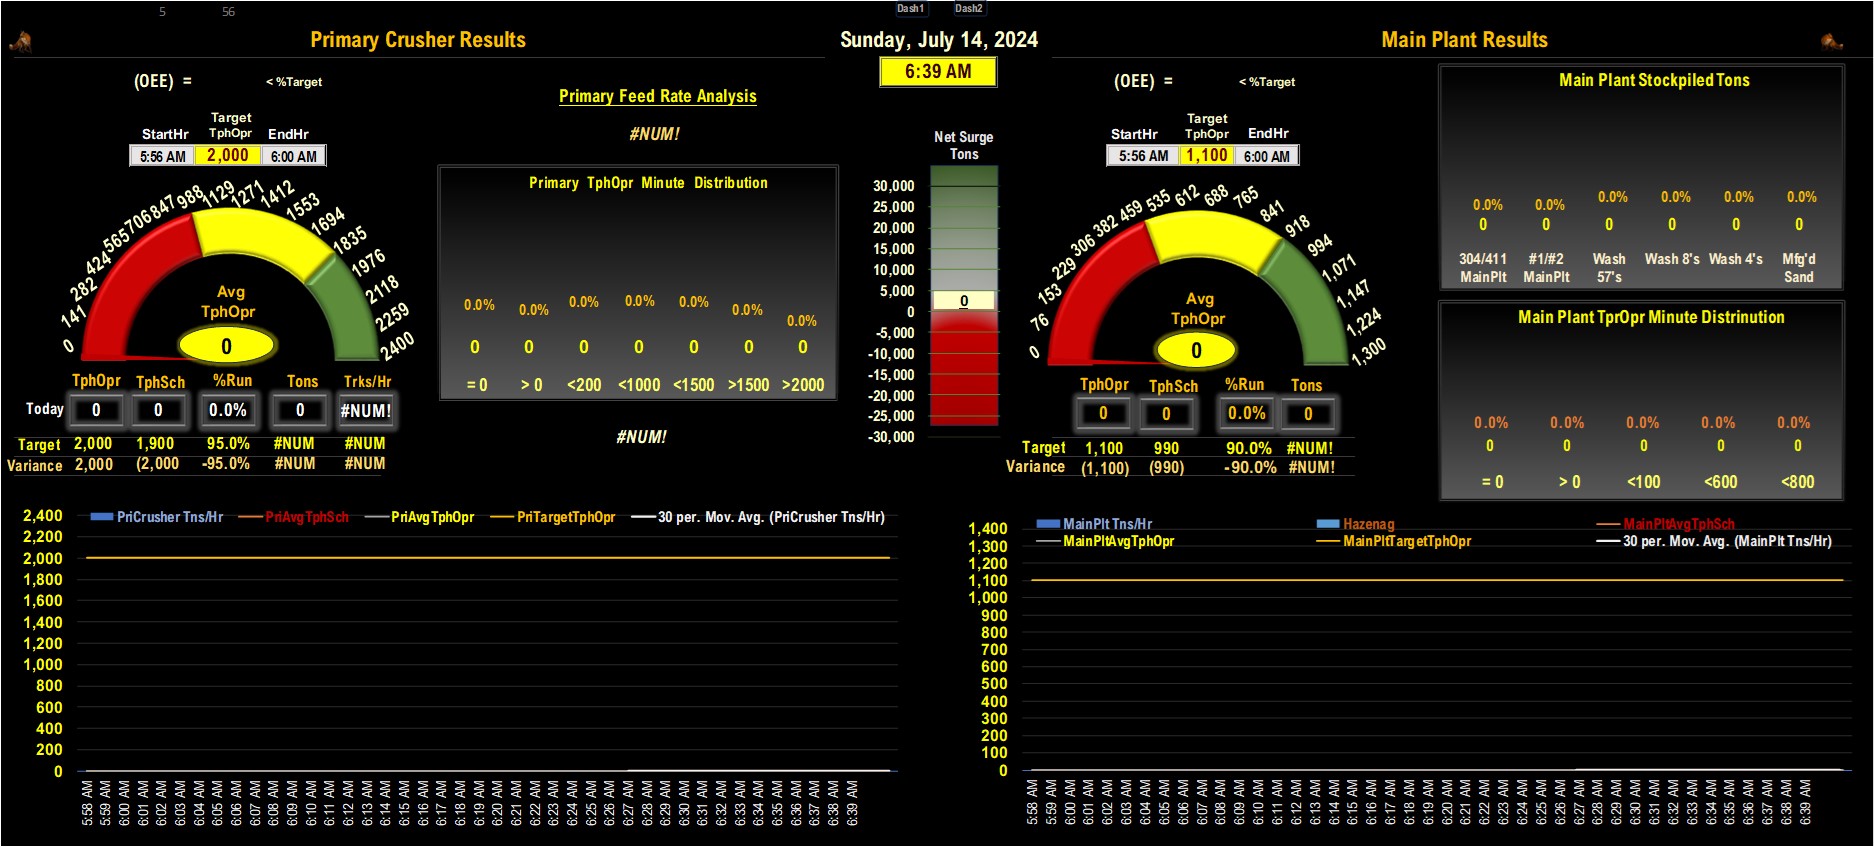 5 56 Dash1 Dash2
Primary Crusher Results
Sunday, July 14, 2024
Main Plant Results
6:39 AM
(OEE) = < %Target
Target
StartHr TphOpr EndHr
5:56 AM 2,000 6:00 AM
0 141 282 424 565 706 847 988 1129 1271 1412 1553 1694 1835 1976 2118 2259 2400
Avg
TphOpr
0
TphOpr TphSch %Run Tons Trks/Hr
Today 0 0 0.0% 0 #NUM!
Target 2,000 1,900 95.0% #NUM #NUM
Variance 2,000 (2,000 -95.0% #NUM #NUM
Primary Feed Rate Analysis
#NUM!
Primary TphOpr Minute Distribution
0.0% 0.0% 0.0% 0.0% 0.0% 0.0% 0.0%
0 0 0 0 0 0 0
= 0 > 0 <200 <1000 <1500 >1500 >2000
#NUM!
Net Surge
Tons
30,000
25,000
20,000
15,000
10,000
5,000
0
0
-5,000
-10,000
-15,000
-20,000
-25,000
-30,000
(OEE) = < %Target
Target
StartHr TphOpr EndHr
5:56 AM 1,100 6:00 AM
0 76 153 229 306 382 459 535 612 688 765 841 918 994 1,071 1,147 1,224 1,300
Avg
TphOpr
0
TphOpr TphSch %Run Tons
0 0 0.0% 0
Target 1,100 990 90.0% #NUM!
Variance (1,100) (990) -90.0% #NUM!
Main Plant Stockpiled Tons
0.0% 0.0% 0.0% 0.0% 0.0% 0.0%
0 0 0 0 0 0
304/411 #1/#2 Wash Wash 8's Wash 4's Mfg'd
MainPlt MainPlt 57's Sand
Main Plant TprOpr Minute Distrinution
0.0% 0.0% 0.0% 0.0% 0.0%
0 0 0 0 0
= 0 > 0 <100 <600 <800
PriCrusher Tns/Hr PriAvgTphSch PriAvgTphOpr PriTargetTphOpr 30 per. Mov. Avg. (PriCrusher Tns/Hr)
2,400
2,200
2,000
1,800
1,600
1,400
1,200
1,000
800
600
400
200
0
5:58 AM 5:59 AM 6:00 AM 6:01 AM 6:02 AM 6:03 AM 6:04 AM 6:05 AM 6:06 AM 6:07 AM 6:08 AM 6:09 AM 6:10 AM 6:11 AM 6:12 AM 6:13 AM 6:14 AM 6:15 AM 6:16 AM 6:17 AM 6:18 AM 6:19 AM 6:20 AM 6:21 AM 6:22 AM 6:23 AM 6:24 AM 6:25 AM 6:26 AM 6:27 AM 6:28 AM 6:29 AM 6:30 AM 6:31 AM 6:32 AM 6:33 AM 6:34 AM 6:35 AM 6:36 AM 6:37 AM 6:38 AM 6:39 AM
MainPlt Tns/Hr Hazenag MainPltAvgTphSch
MainPltAvgTphOpr MainPltTargetTphOpr 30 per. Mov. Avg. (MainPlt Tns/Hr)
1,400
1,300
1,200
1,100
1,000
900
800
700
600
500
400
300
200
100
0
5:58 AM 5:59 AM 6:00 AM 6:01 AM 6:02 AM 6:03 AM 6:04 AM 6:05 AM 6:06 AM 6:07 AM 6:08 AM 6:09 AM 6:10 AM 6:11 AM 6:12 AM 6:13 AM 6:14 AM 6:15 AM 6:16 AM 6:17 AM 6:18 AM 6:19 AM 6:20 AM 6:21 AM 6:22 AM 6:23 AM 6:24 AM 6:25 AM 6:26 AM 6:27 AM 6:28 AM 6:29 AM 6:30 AM 6:31 AM 6:32 AM 6:33 AM 6:34 AM 6:35 AM 6:36 AM 6:37 AM 6:38 AM 6:39 AM